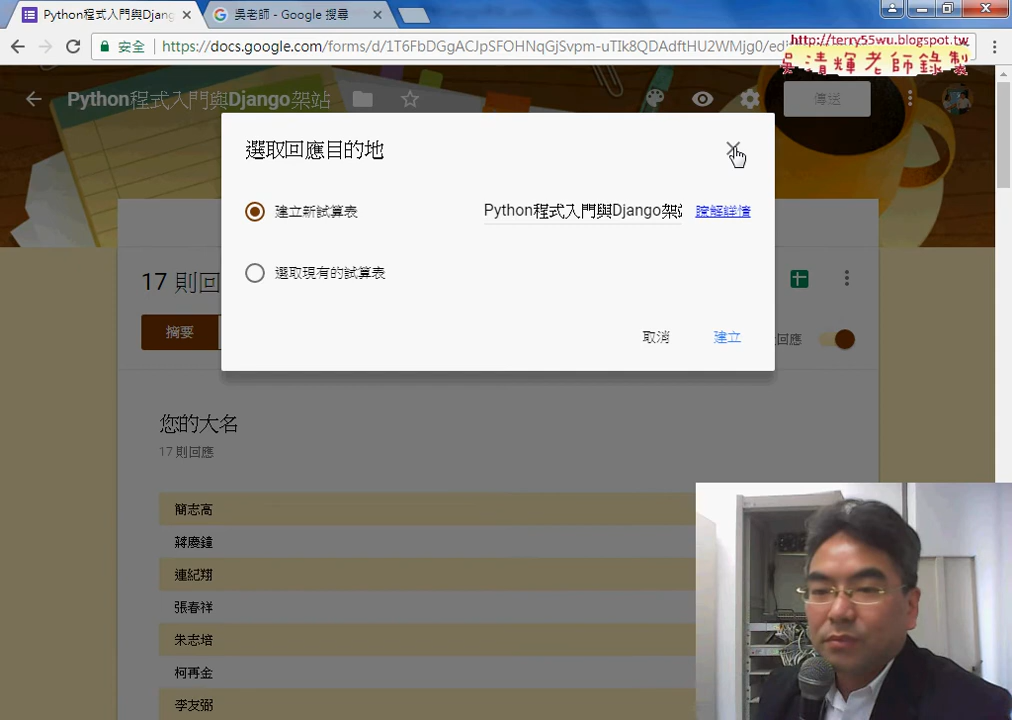 Python程式入門與Djang
吳老師 - Google 搜尋
安全
https://docs.google.com/forms/d/1T6FbDGgACJpSFOHNqGjSvpm-uTIk8QDAdftHU2WMjg0/ed
http://terry55wu.blogspot.tw
吳清輝老師錄製
Python程式入門與Django架站
傳送
選取回應目的地
建立新試算表
Python程式入門與Django架站
瞭解詳情
選取現有的試算表
17 則回
取消
建立
摘要
回應
您的大名
17 則回應
簡志高
蔣慶鐘
連紀翔
張春祥
朱志培
柯再金
李友弼